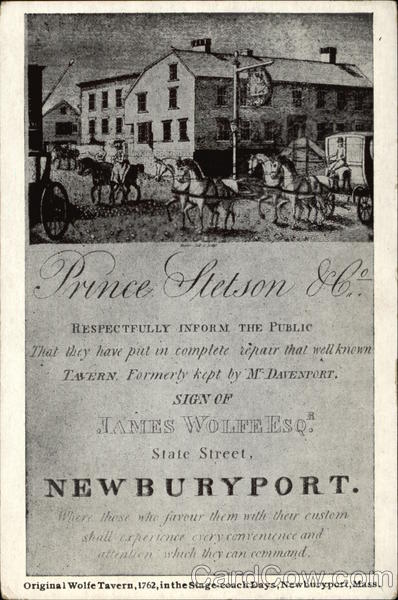 Prince Stetson & Co.
RESPECTFULLY INFORM THE PUBLIC
That they have put in complete repair that well known
TAVERN. Formerly kept by Mr DAVENPORT.
SIGN OF
JAMES WOLFE ESQR.
State Street,
NEWBURYPORT.
Where those who favour them with their custom
shall experience every convenience and
attention which they can command.
Original Wolfe Tavern, 1762, in the Stage-coach Days, Newburyport, Mass.
CardCow.com